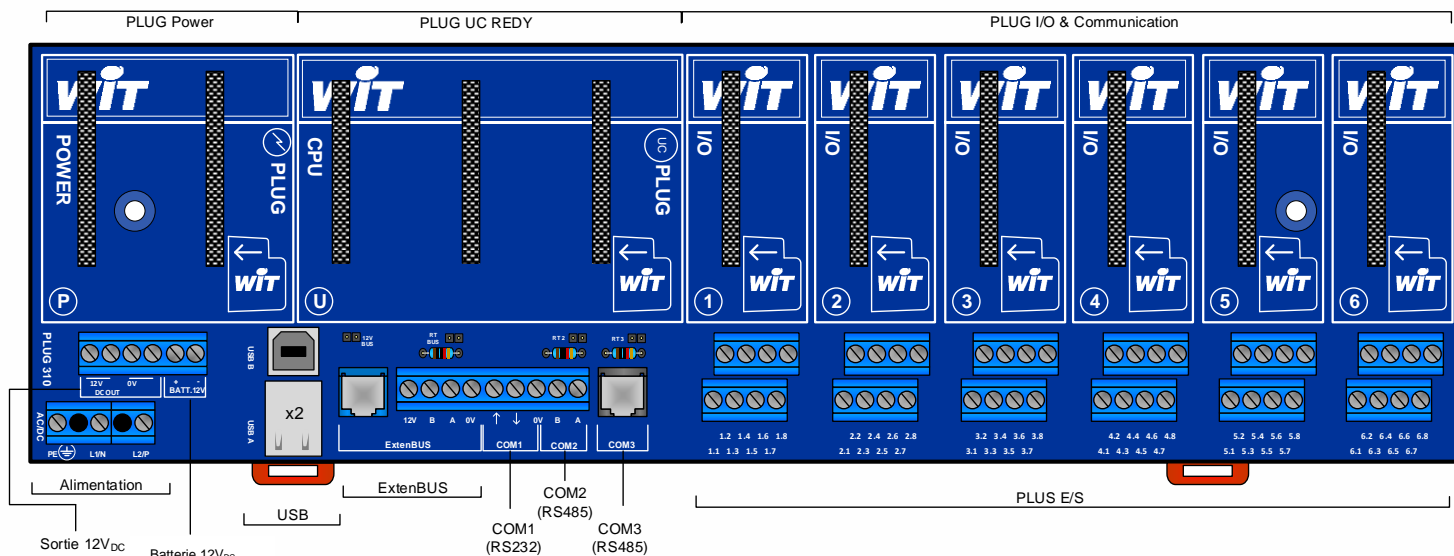 PLUG Power PLUG UC REDY PLUG I/O & Communication
WIT WIT WIT WIT WIT WIT WIT WIT
POWER PLUG CPU UC PLUG I/O I/O I/O I/O I/O I/O
WIT WIT WIT WIT WIT WIT WIT WIT
P U 1 2 3 4 5 6
PLUG 310
USB B
12V BUS
RT BUS
RT2
RT3
12V 0V + -
DC OUT BATT.12V
x2
USB A
12V B A 0V ↑ ↓ 0V B A
ExtenBUS COM1 COM2 COM3
AC/DC
PE L1/N L2/P
1.2 1.4 1.6 1.8 2.2 2.4 2.6 2.8 3.2 3.4 3.6 3.8 4.2 4.4 4.6 4.8 5.2 5.4 5.6 5.8 6.2 6.4 6.6 6.8
1.1 1.3 1.5 1.7 2.1 2.3 2.5 2.7 3.1 3.3 3.5 3.7 4.1 4.3 4.5 4.7 5.1 5.3 5.5 5.7 6.1 6.3 6.5 6.7
Alimentation
ExtenBUS
USB
COM2
(RS485)
COM1
(RS232)
COM3
(RS485)
PLUS E/S
Sortie 12VDC
Batterie 12VDC